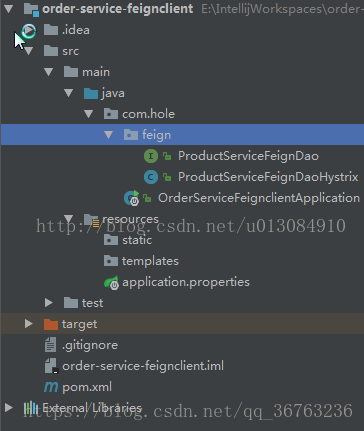 order-service-feignclient E:\IntellijWorkspaces\order-
.idea
src
main
java
com.hole
feign
ProductServiceFeignDao
ProductServiceFeignDaoHystrix
OrderServiceFeignclientApplication
http://blog.csdn.net/u013084910
resources
static
templates
application.properties
test
target
.gitignore
order-service-feignclient.iml
pom.xml
External Libraries
https://blog.csdn.net/qq_36763236